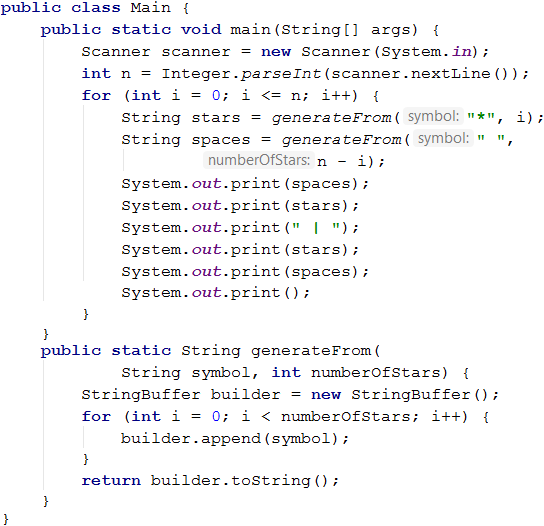 public class Main {
    public static void main(String[] args) {
        Scanner scanner = new Scanner(System.in);
        int n = Integer.parseInt(scanner.nextLine());
        for (int i = 0; i <= n; i++) {
            String stars = generateFrom( symbol: "*", i);
            String spaces = generateFrom( symbol: " ",
                    numberOfStars: n - i);
            System.out.print(spaces);
            System.out.print(stars);
            System.out.print(" | ");
            System.out.print(stars);
            System.out.print(spaces);
            System.out.print();
        }
    }
    public static String generateFrom(
            String symbol, int numberOfStars) {
        StringBuffer builder = new StringBuffer();
        for (int i = 0; i < numberOfStars; i++) {
            builder.append(symbol);
        }
        return builder.toString();
    }
}